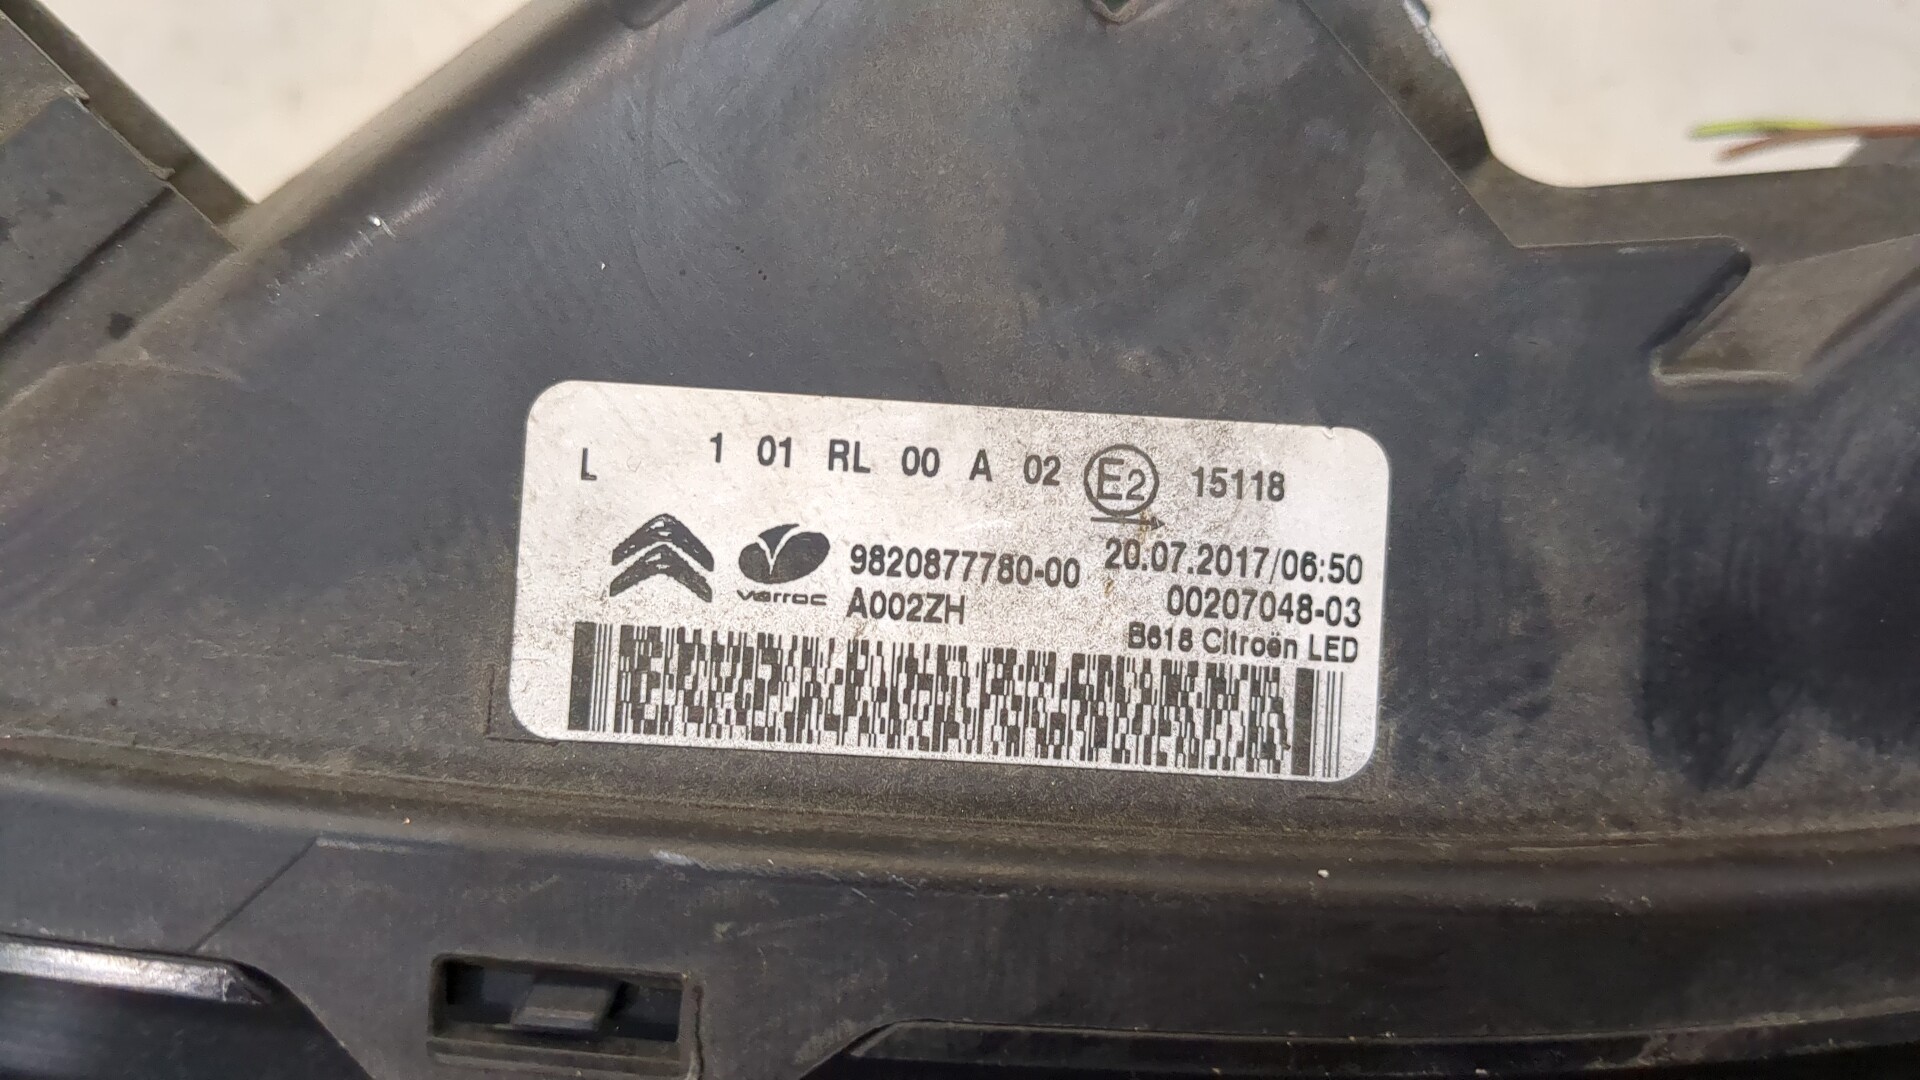 L 1 01 RL 00 A 02 E2 15118
varroc 9820877780-00 20.07.2017/06:50
A002ZH 00207048-03
B618 Citroën LED